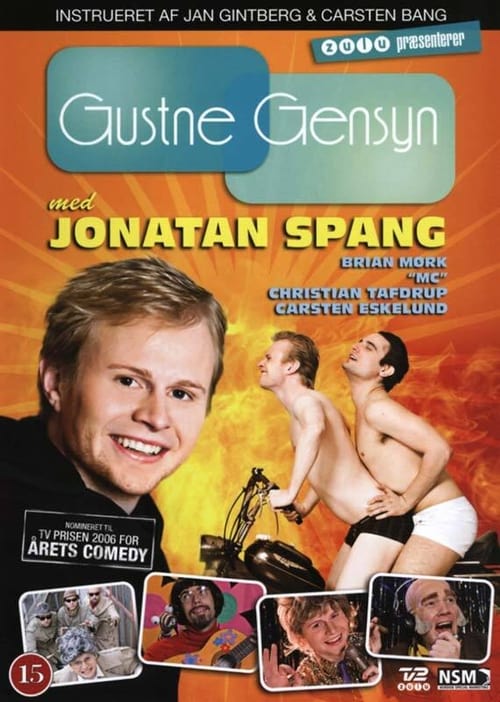 INSTRUERET AF JAN GINTBERG & CARSTEN BANG
ZULU præsenterer
Gustne Gensyn
med
JONATAN SPANG
BRIAN MØRK
"MC"
CHRISTIAN TAFDRUP
CARSTEN ESKELUND
NOMINERET TIL
TV PRISEN 2006 FOR
ÅRETS COMEDY
15
TV2
ZULU
NSM